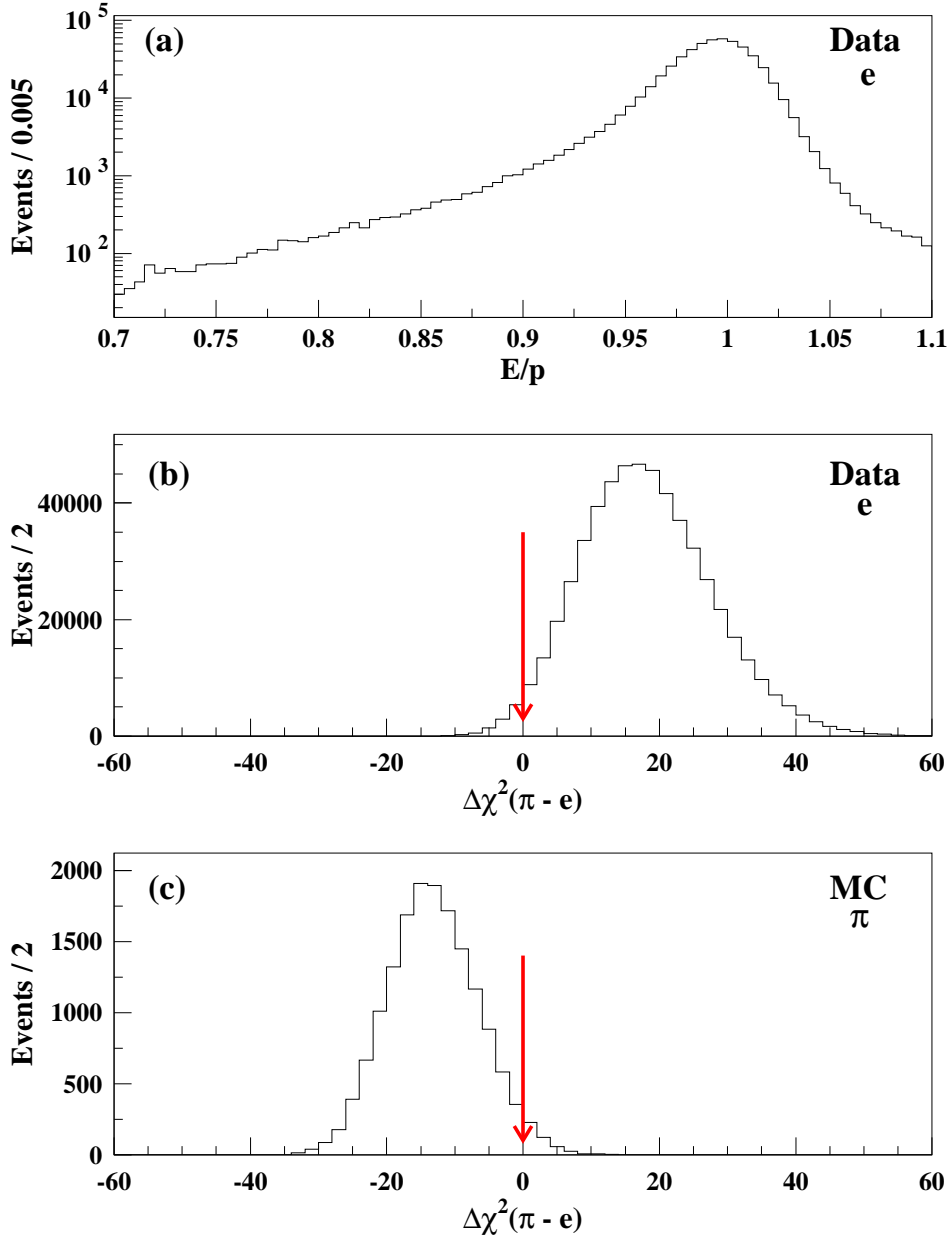 (a)
Data
e
Events / 0.005
10^5
10^4
10^3
10^2
0.7 0.75 0.8 0.85 0.9 0.95 1 1.05 1.1
E/p
(b)
Data
e
Events / 2
40000
20000
0
-60 -40 -20 0 20 40 60
Δχ²(π - e)
(c)
MC
π
Events / 2
2000
1500
1000
500
0
-60 -40 -20 0 20 40 60
Δχ²(π - e)